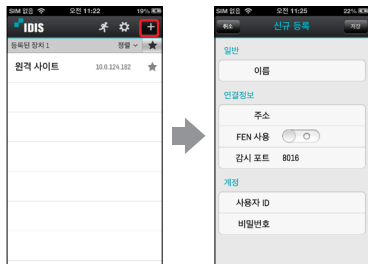 SIM 없음 오전 11:22 19%
IDIS
등록된 장치 1 정렬
원격 사이트 10.0.124.182
SIM 없음 오전 11:25 22%
취소 신규 등록 저장
일반
이름
연결정보
주소
FEN 사용 O
감시 포트 8016
계정
사용자 ID
비밀번호